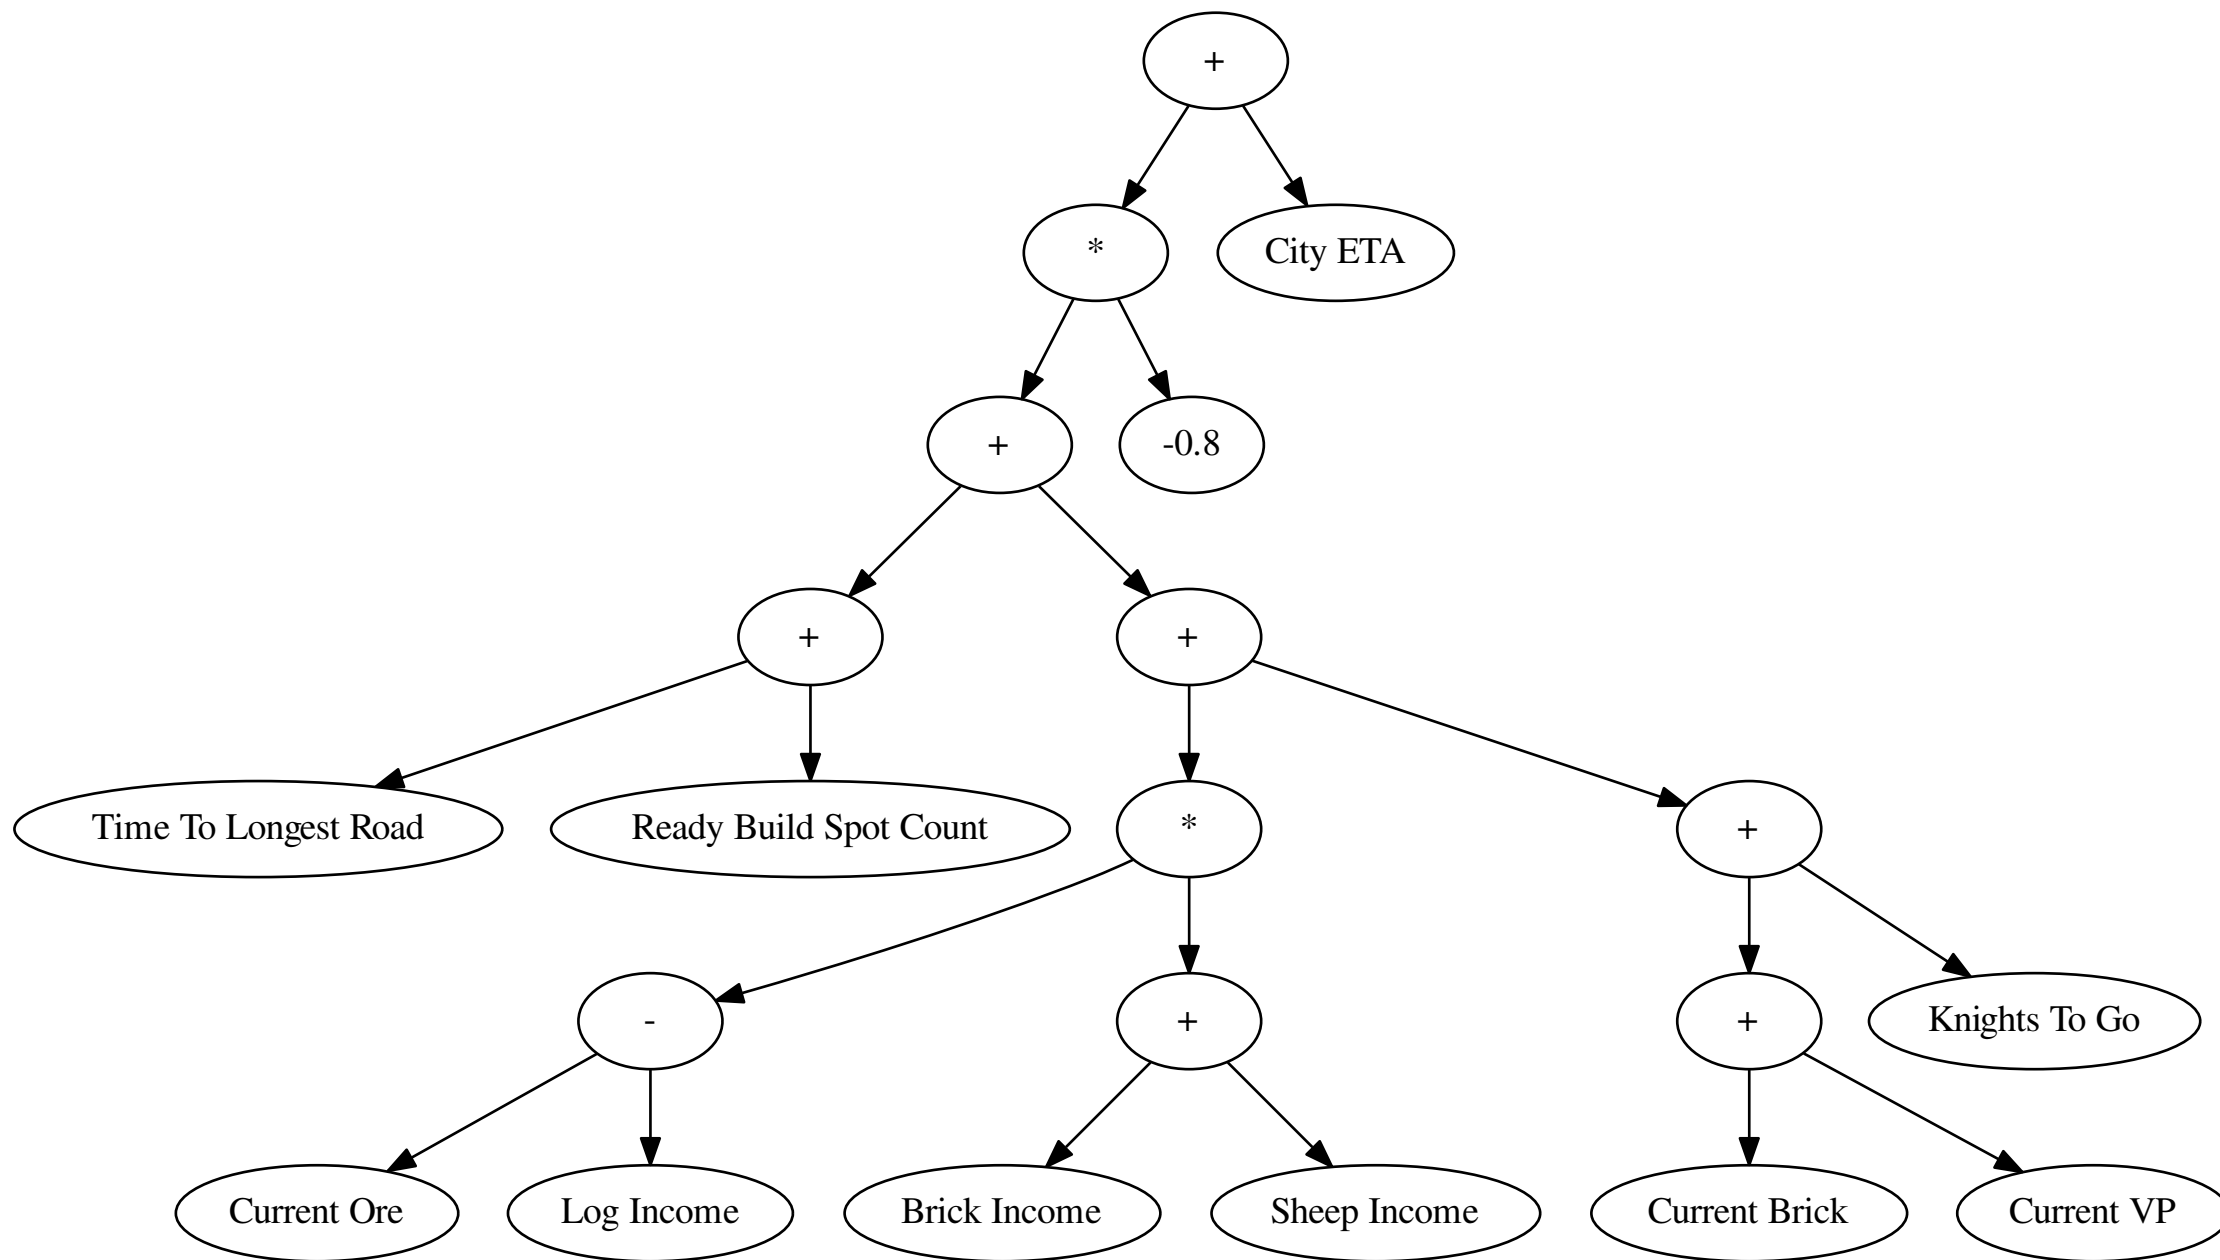 +
*
City ETA
+
-0.8
+
+
Time To Longest Road
Ready Build Spot Count
*
+
-
+
+
Knights To Go
Current Ore
Log Income
Brick Income
Sheep Income
Current Brick
Current VP